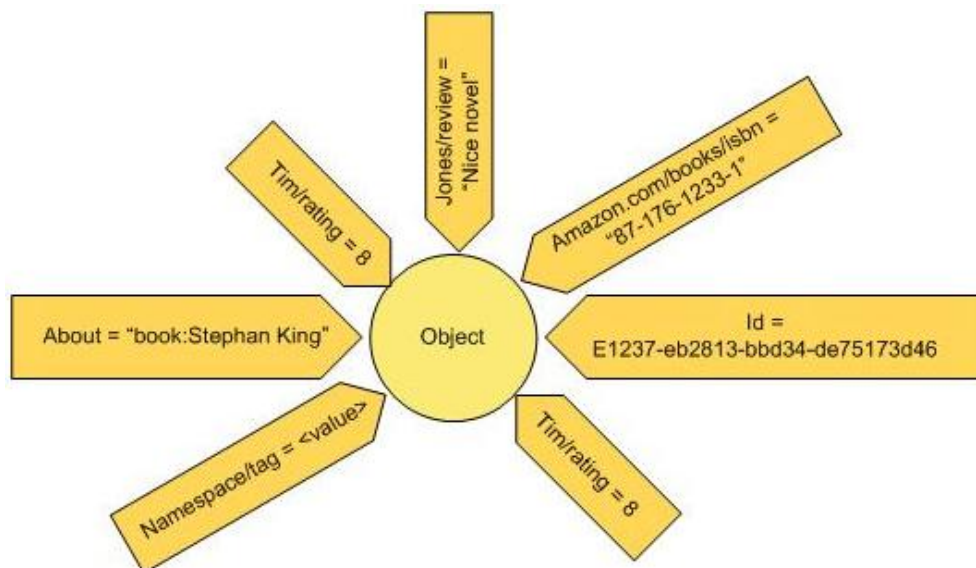 Jones/review =
“Nice novel”
Tim/rating = 8
Amazon.com/books/isbn =
“87-176-1233-1”
About = “book:Stephan King”
Object
Id =
E1237-eb2813-bbd34-de75173d46
Namespace/tag = <value>
Tim/rating = 8